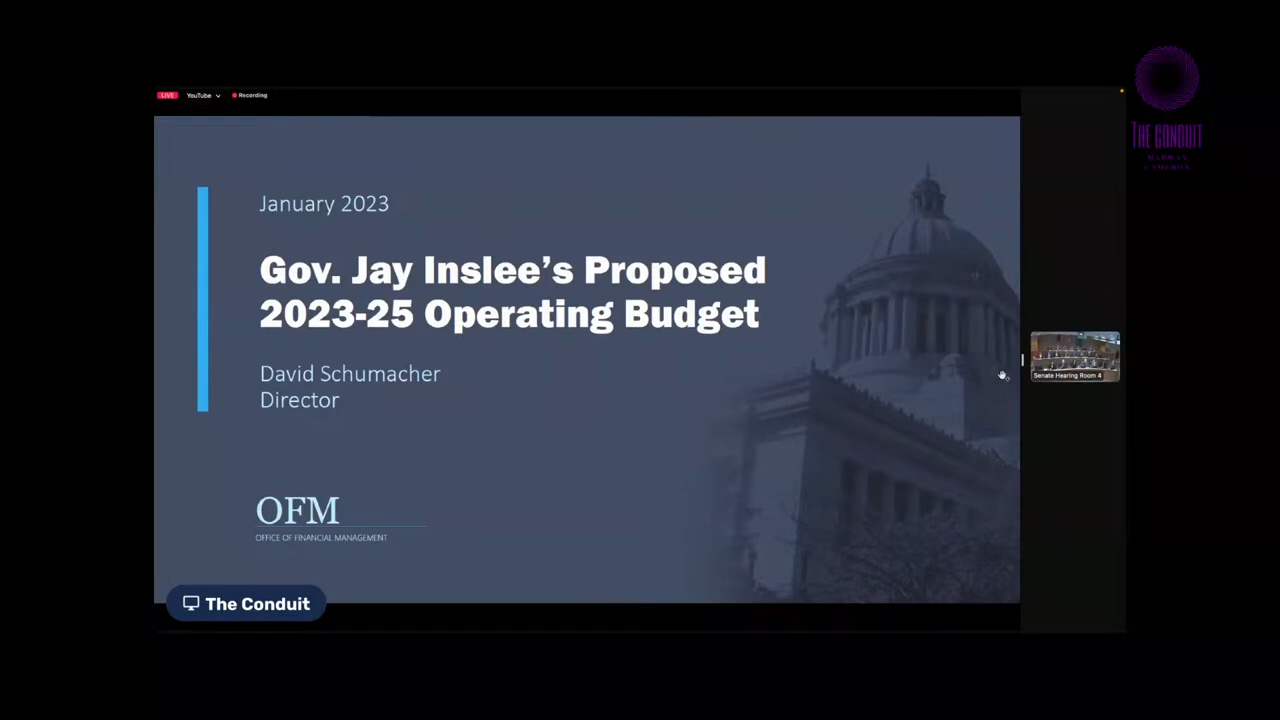 LIVE YouTube Recording
THE CONDUIT
January 2023
Gov. Jay Inslee’s Proposed
2023-25 Operating Budget
David Schumacher
Director
Senate Hearing Room 4
OFM
OFFICE OF FINANCIAL MANAGEMENT
The Conduit